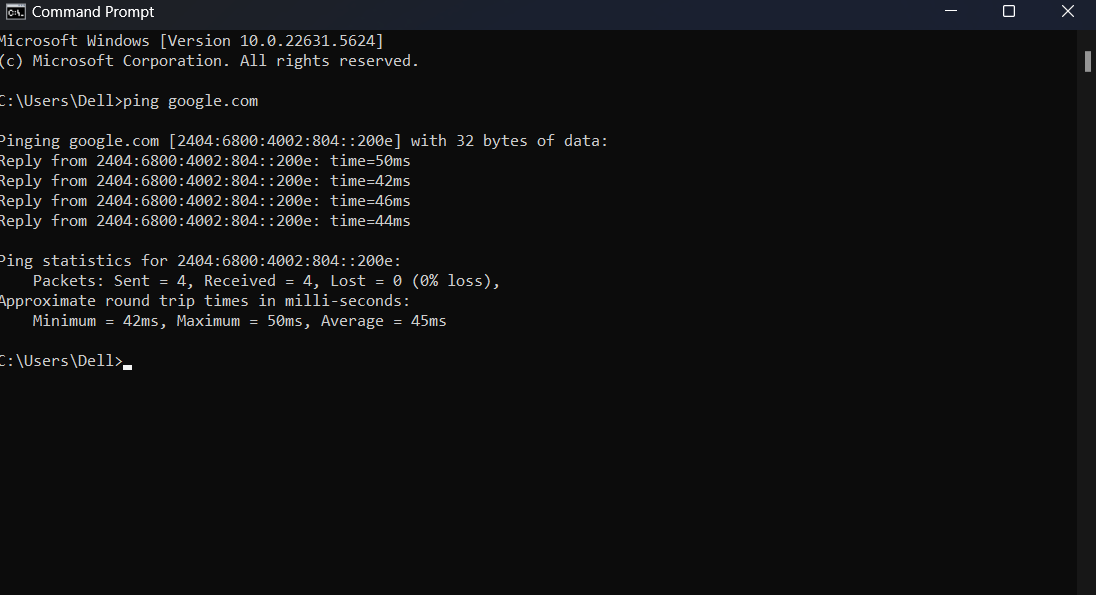 Command Prompt
Microsoft Windows [Version 10.0.22631.5624]
(c) Microsoft Corporation. All rights reserved.
C:\Users\Dell>ping google.com
Pinging google.com [2404:6800:4002:804::200e] with 32 bytes of data:
Reply from 2404:6800:4002:804::200e: time=50ms
Reply from 2404:6800:4002:804::200e: time=42ms
Reply from 2404:6800:4002:804::200e: time=46ms
Reply from 2404:6800:4002:804::200e: time=44ms
Ping statistics for 2404:6800:4002:804::200e:
    Packets: Sent = 4, Received = 4, Lost = 0 (0% loss),
Approximate round trip times in milli-seconds:
    Minimum = 42ms, Maximum = 50ms, Average = 45ms
C:\Users\Dell>